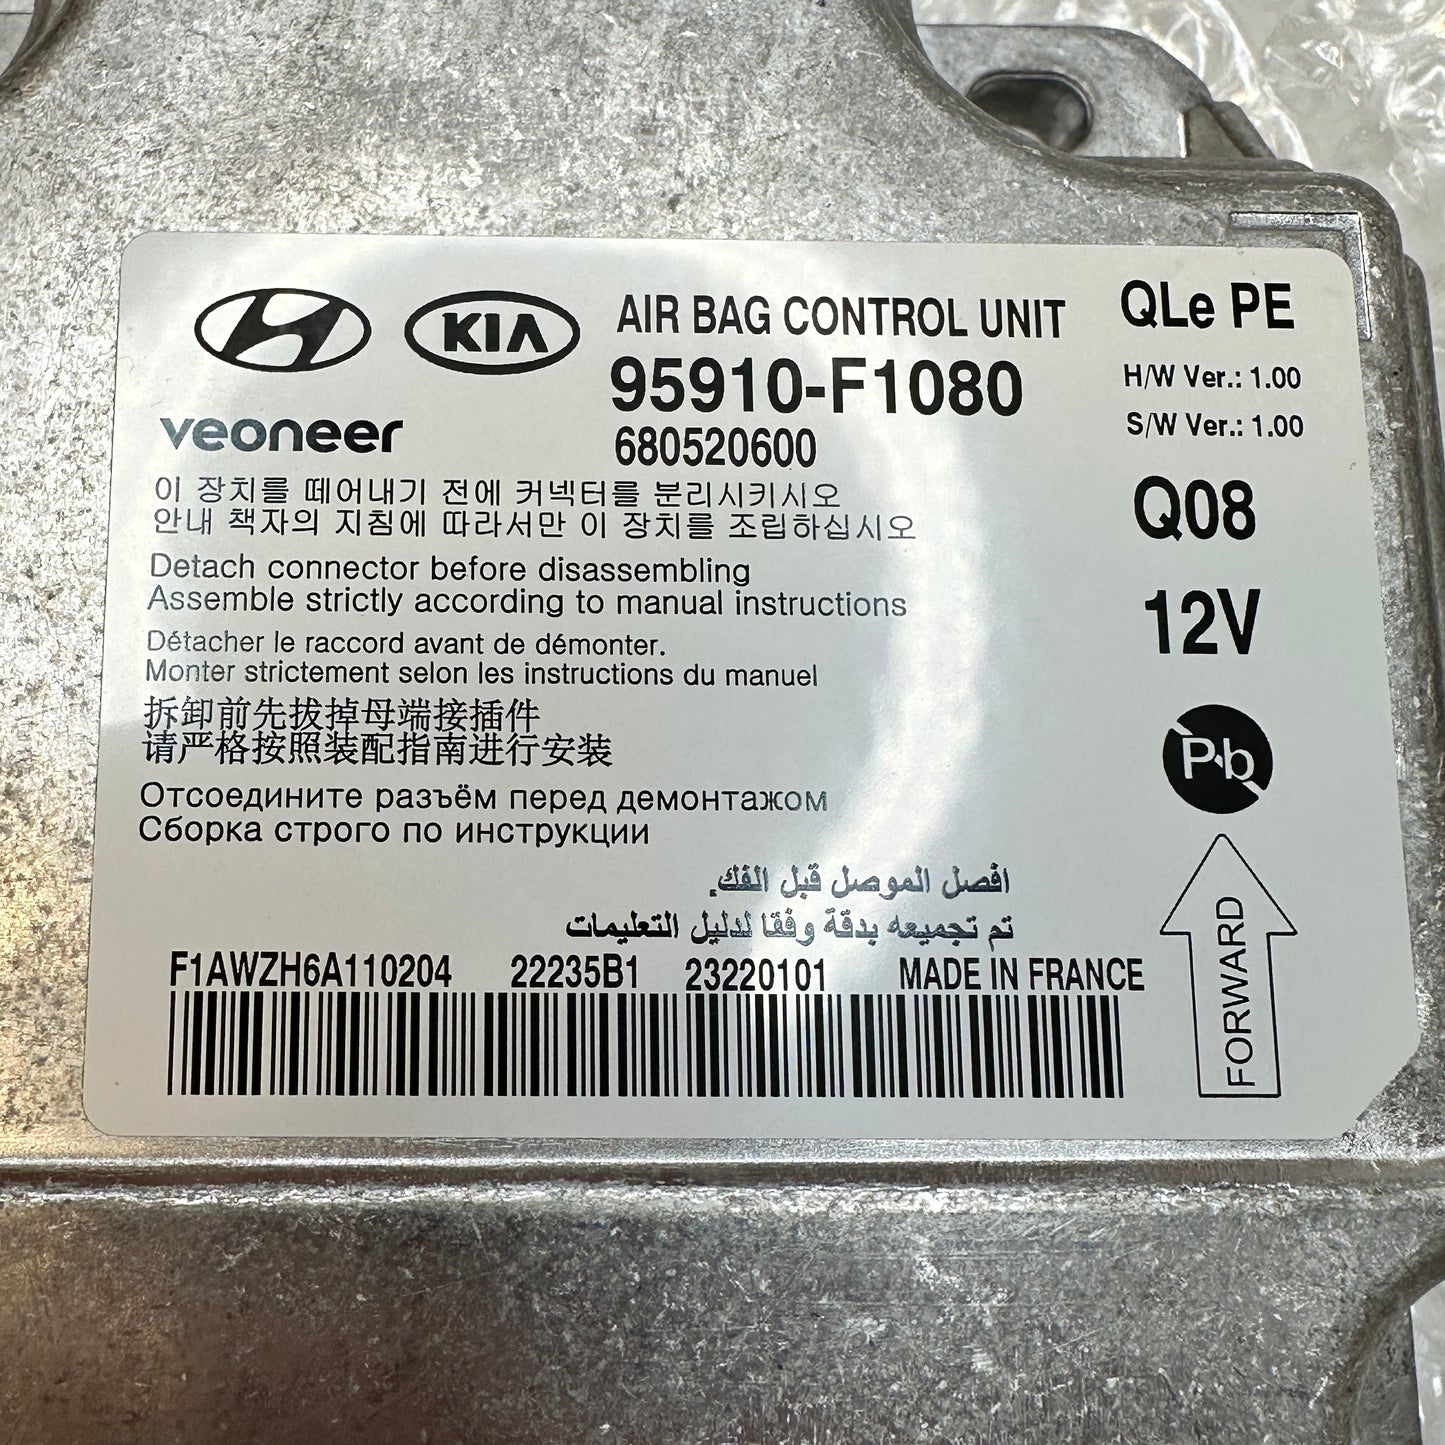 KIA
AIR BAG CONTROL UNIT
QLe PE
95910-F1080
H/W Ver.: 1.00
veoneer
680520600
S/W Ver.: 1.00
이 장치를 떼어내기 전에 커넥터를 분리시키시오
안내 책자의 지침에 따라서만 이 장치를 조립하십시오
Q08
Detach connector before disassembling
Assemble strictly according to manual instructions
12V
Détacher le raccord avant de démonter.
Monter strictement selon les instructions du manuel
拆卸前先拔掉母端接插件
请严格按照装配指南进行安装
Pb
Отсоедините разъём перед демонтажом
Сборка строго по инструкции
افصل الموصل قبل الفك.
تم تجميعه بدقة وفقا لدليل التعليمات
F1AWZH6A110204 22235B1 23220101 MADE IN FRANCE
FORWARD